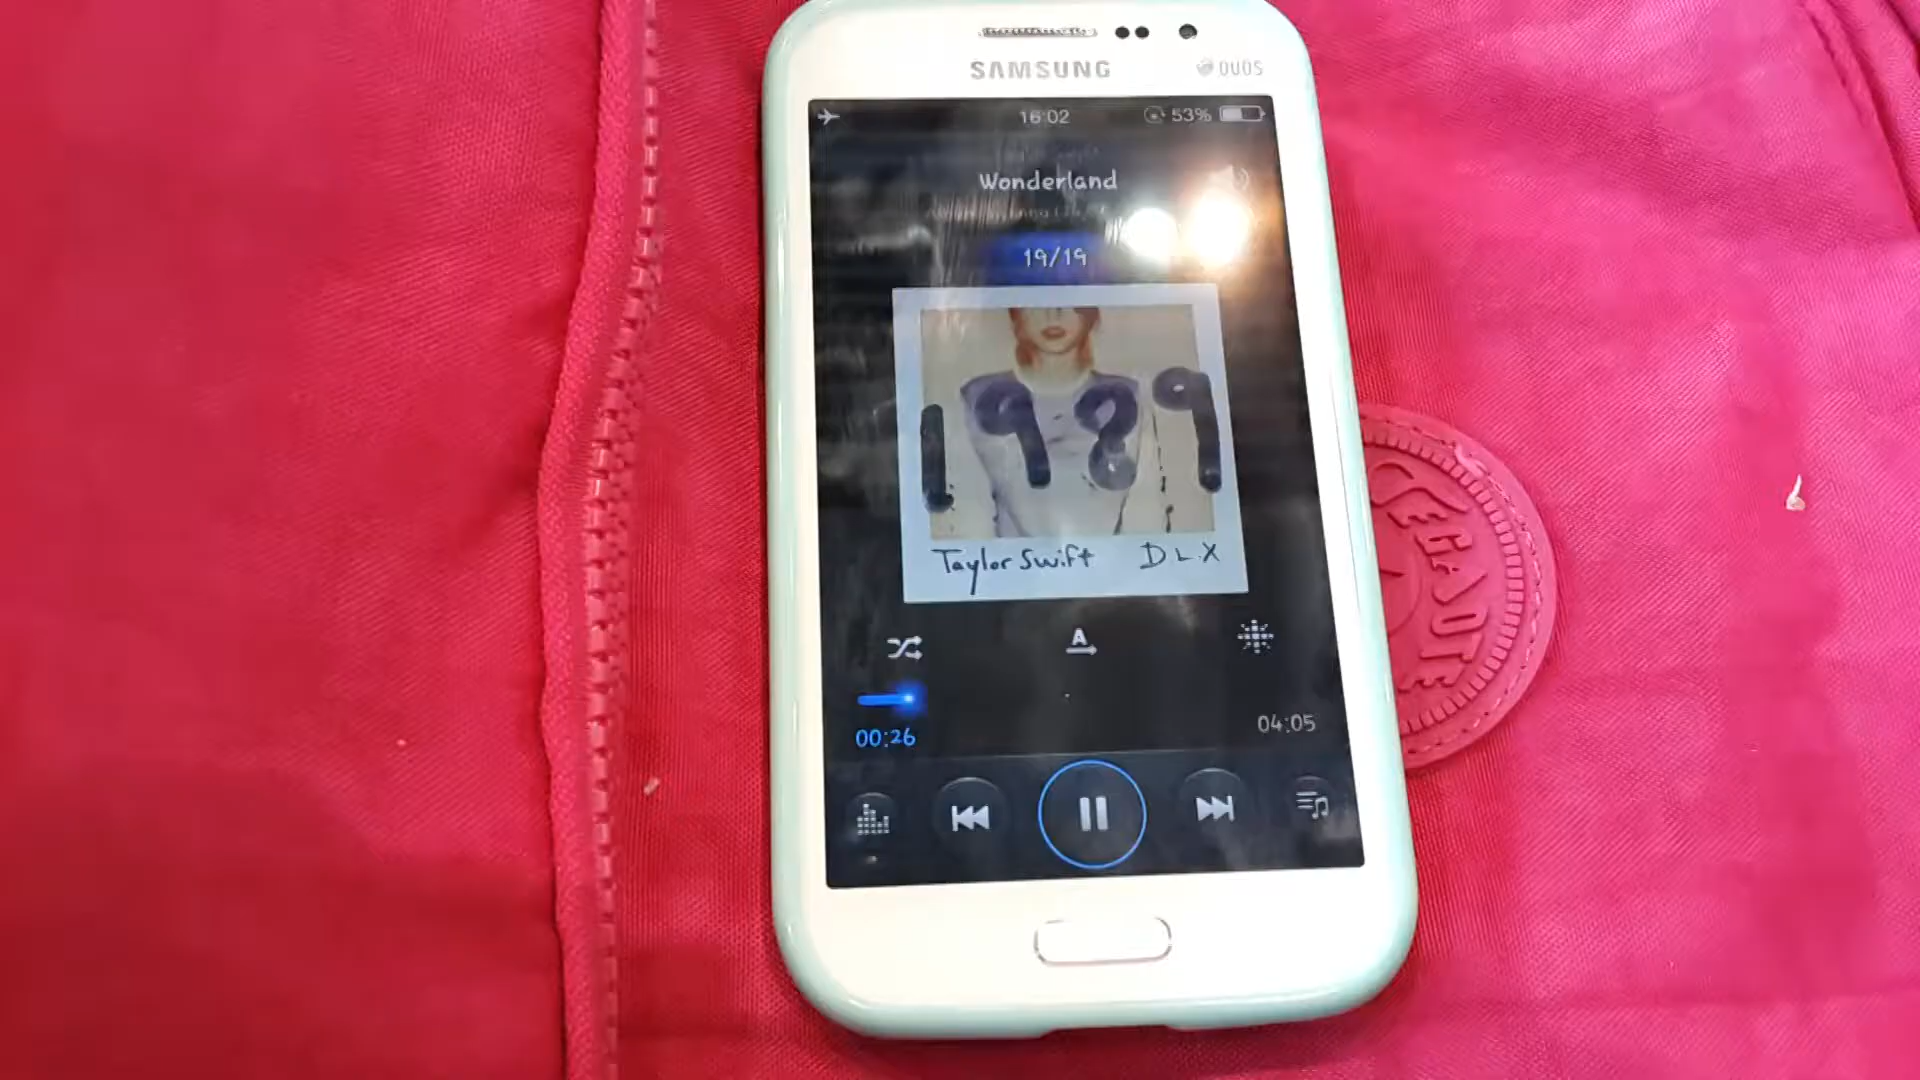 SAMSUNG
DUOS
16:02
53%
Wonderland
19/19
1989
Taylor Swift D L X
A
00:26
04:05